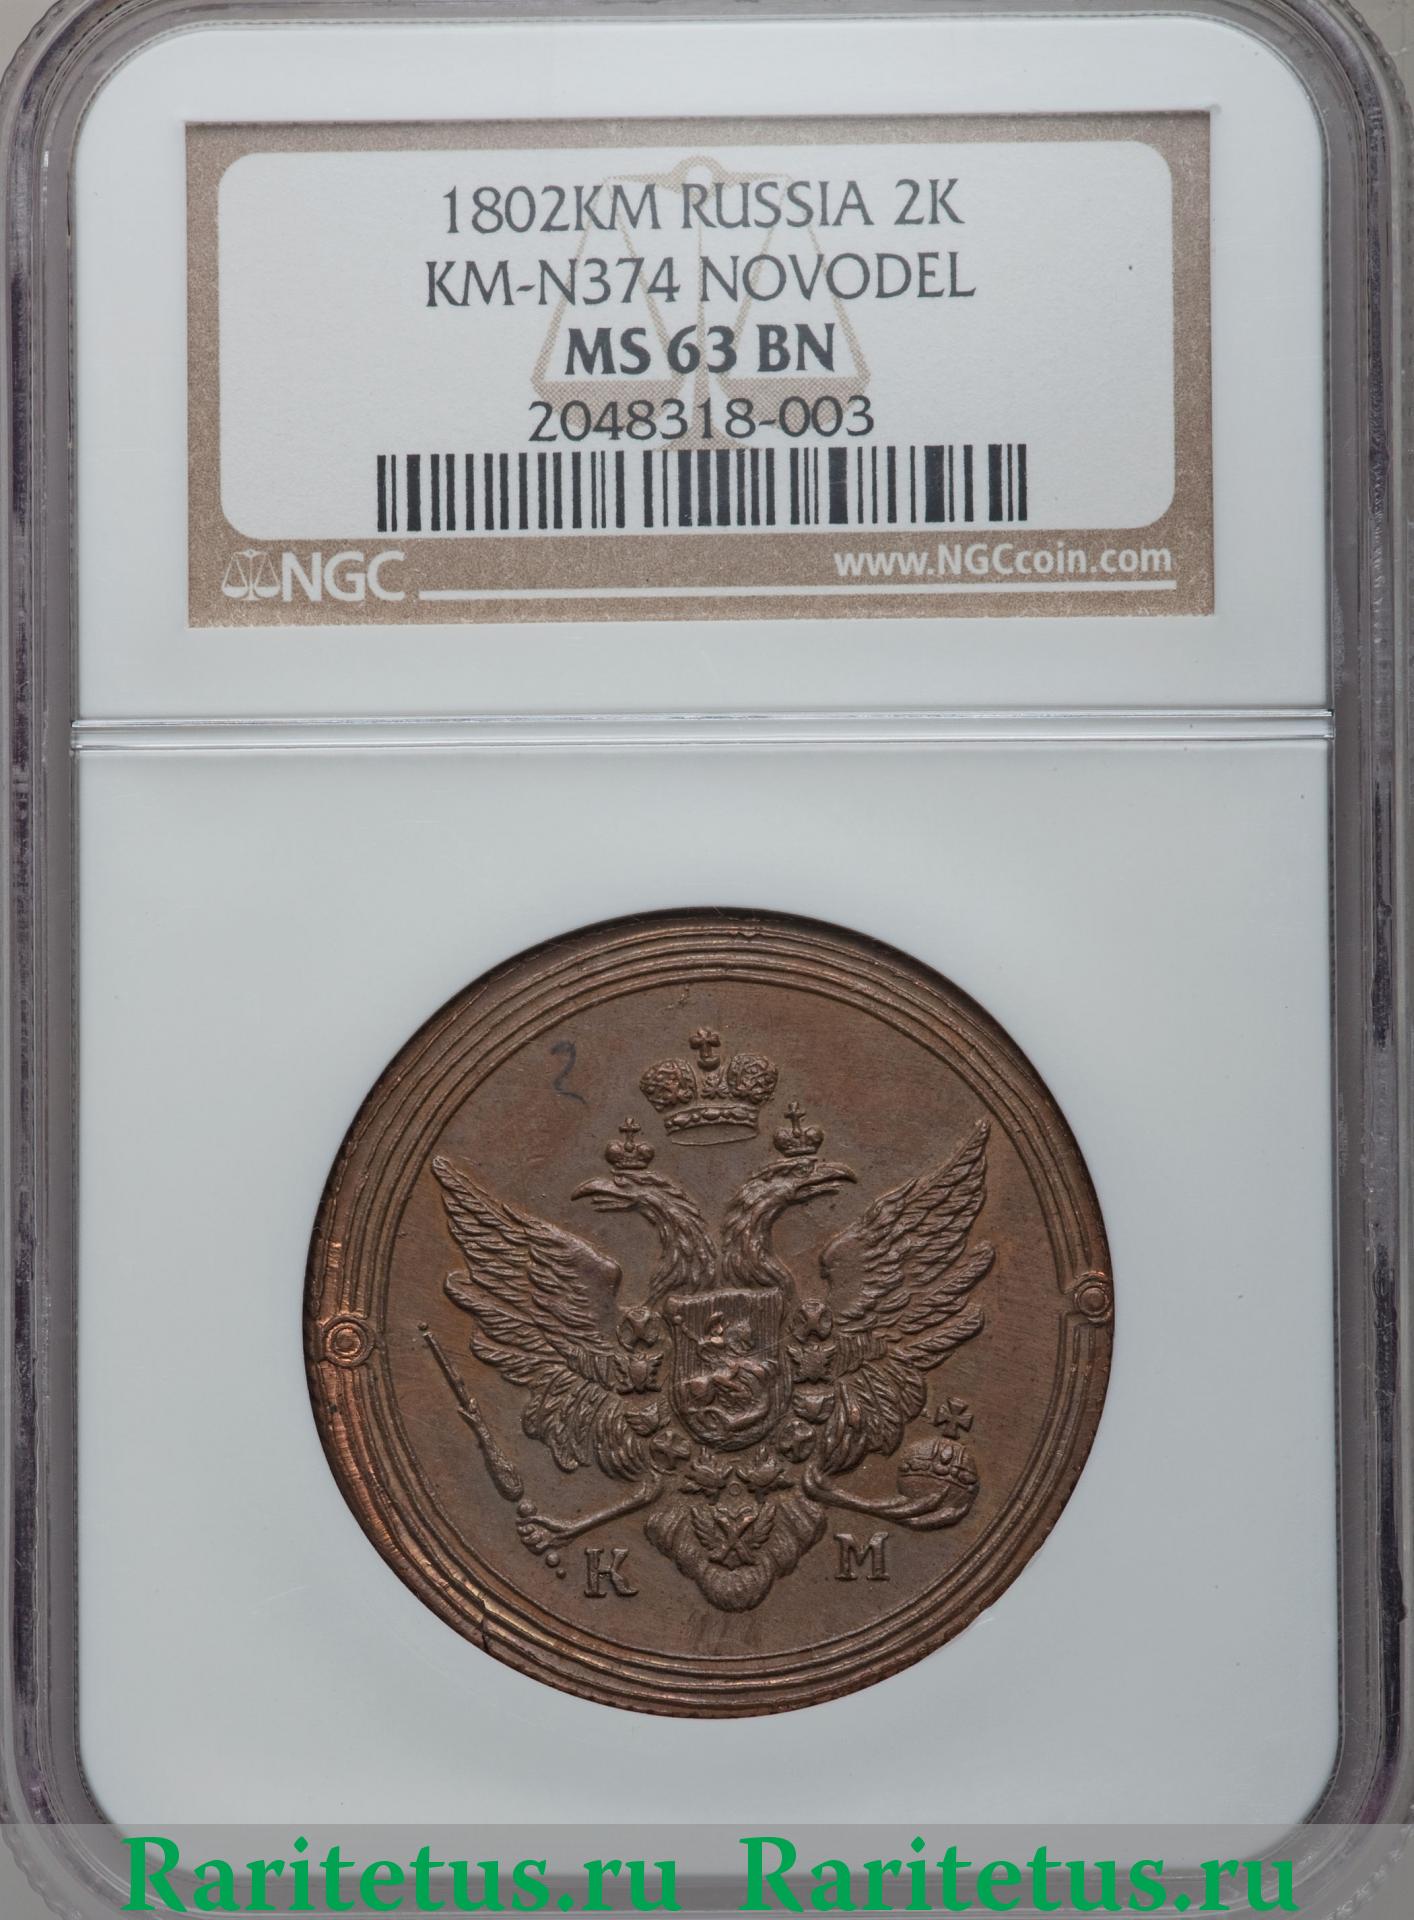 1802KM RUSSIA 2K
KM-N374 NOVODEL
MS 63 BN
2048318-003
NGC www.NGCcoin.com
2
К М
Raritetus.ru Raritetus.ru